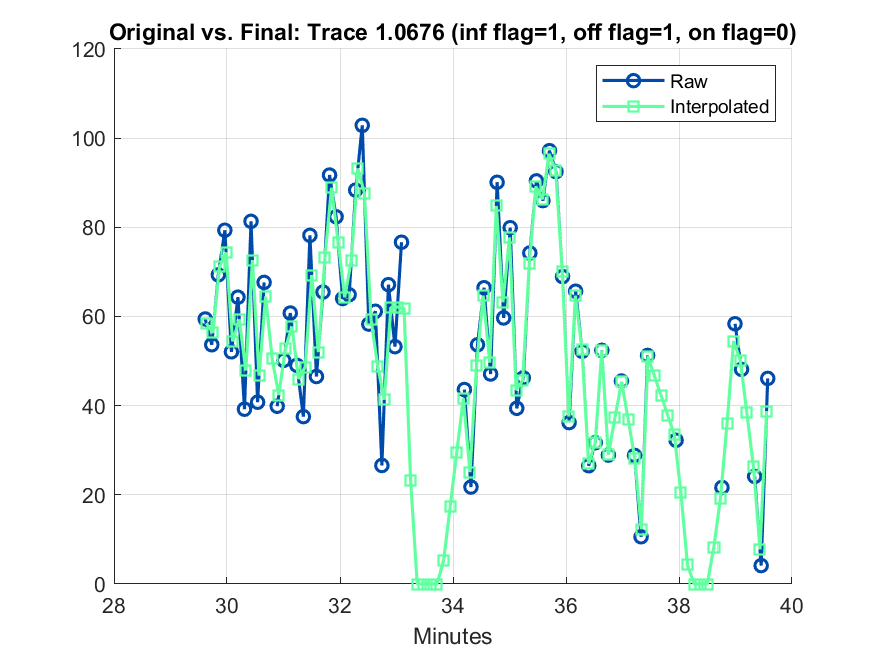 Original vs. Final: Trace 1.0676 (inf flag=1, off flag=1, on flag=0)
120
100
80
60
40
20
0
Raw
Interpolated
28 30 32 34 36 38 40
Minutes